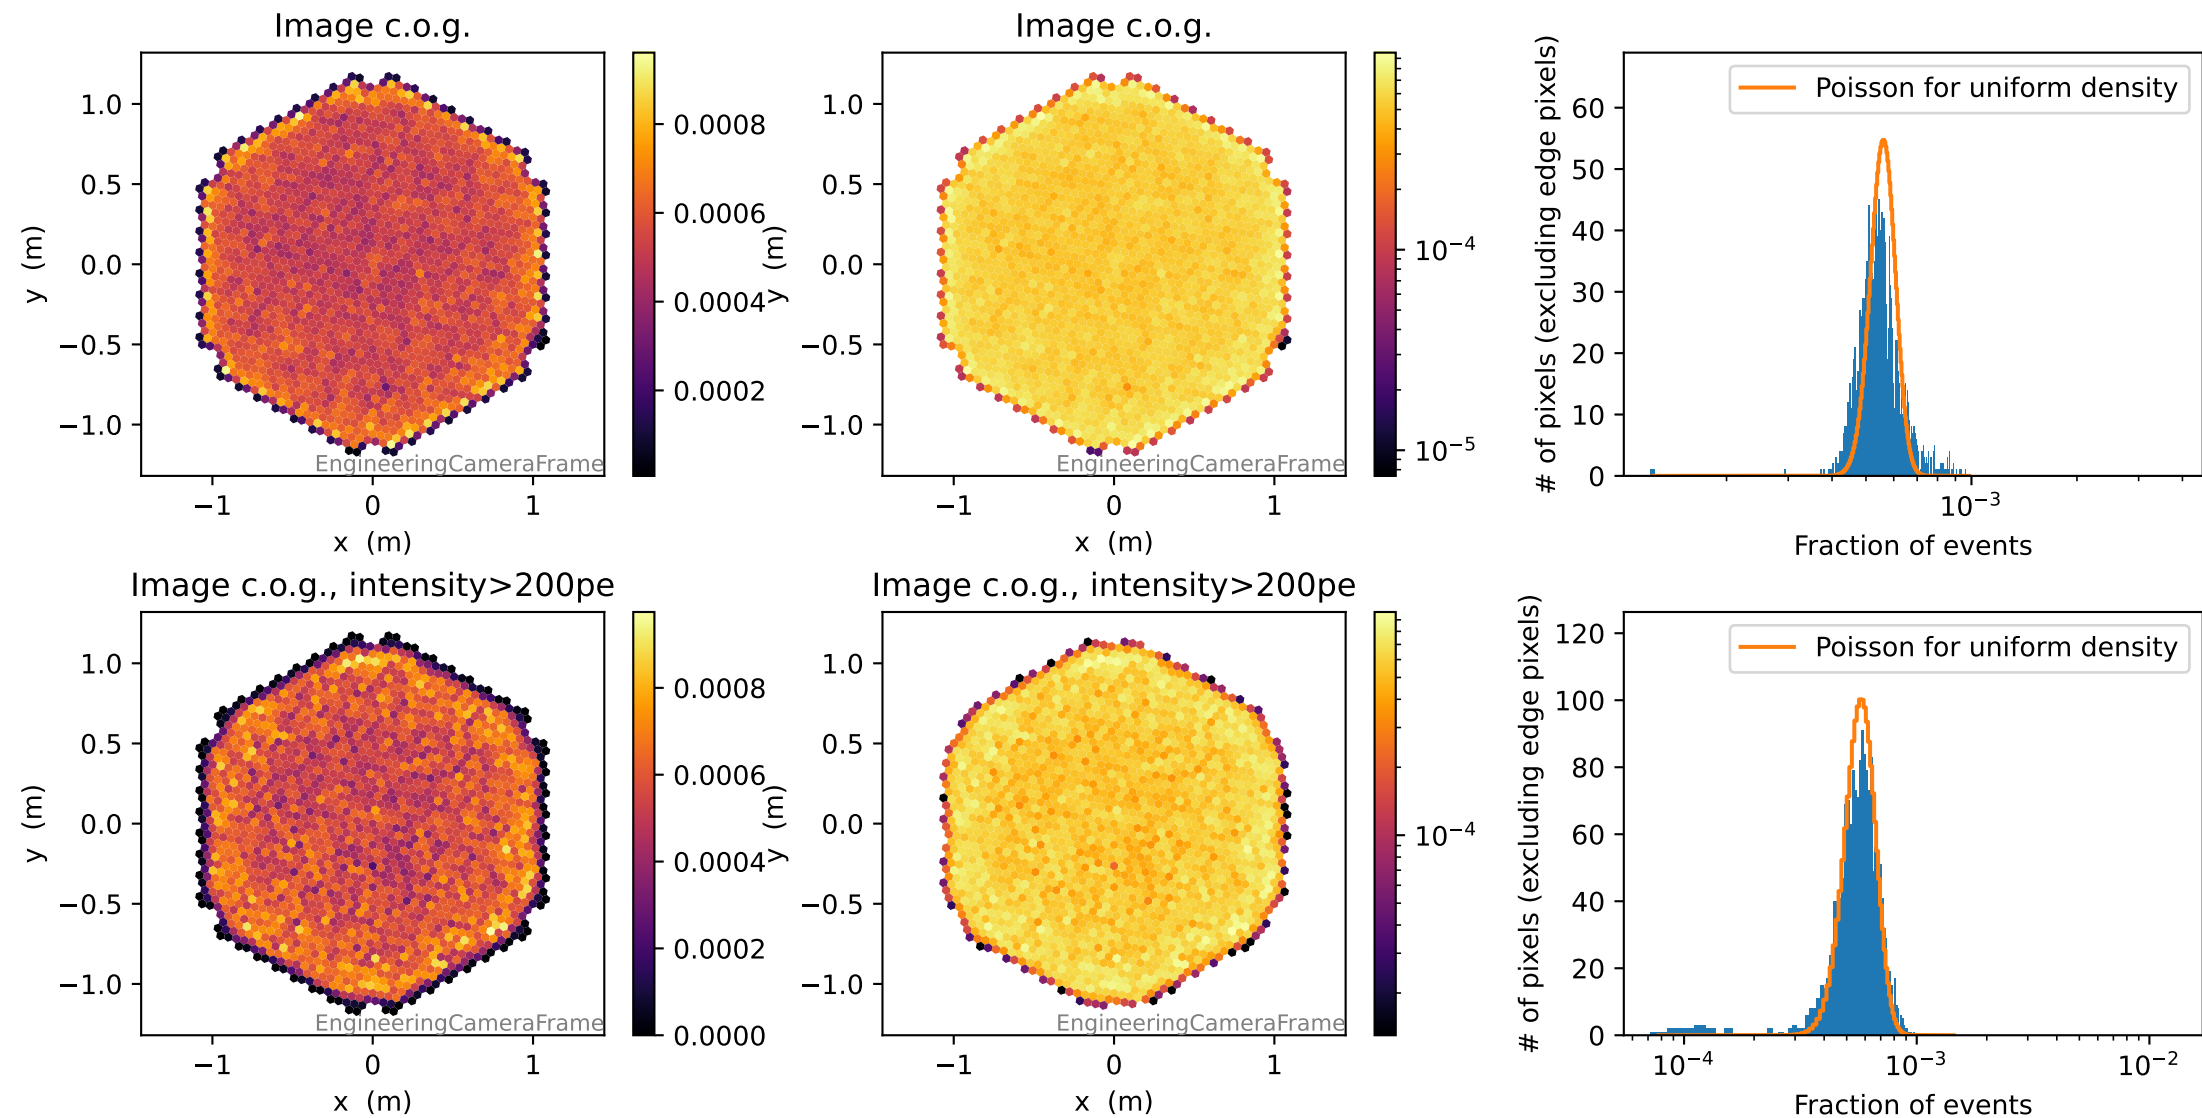 Image c.o.g.
1.0
0.5
0.0
−0.5
−1.0
y (m)
−1
0
1
x (m)
EngineeringCameraFrame
0.0008
0.0006
0.0004
0.0002
Image c.o.g.
1.0
0.5
0.0
−0.5
−1.0
y (m)
−1
0
1
x (m)
EngineeringCameraFrame
10⁻⁴
10⁻⁵
Poisson for uniform density
# of pixels (excluding edge pixels)
60
50
40
30
20
10
0
10⁻³
Fraction of events
Image c.o.g., intensity>200pe
1.0
0.5
0.0
−0.5
−1.0
y (m)
−1
0
1
x (m)
EngineeringCameraFrame
0.0008
0.0006
0.0004
0.0002
0.0000
Image c.o.g., intensity>200pe
1.0
0.5
0.0
−0.5
−1.0
y (m)
−1
0
1
x (m)
EngineeringCameraFrame
10⁻⁴
Poisson for uniform density
# of pixels (excluding edge pixels)
120
100
80
60
40
20
0
10⁻⁴
10⁻³
10⁻²
Fraction of events